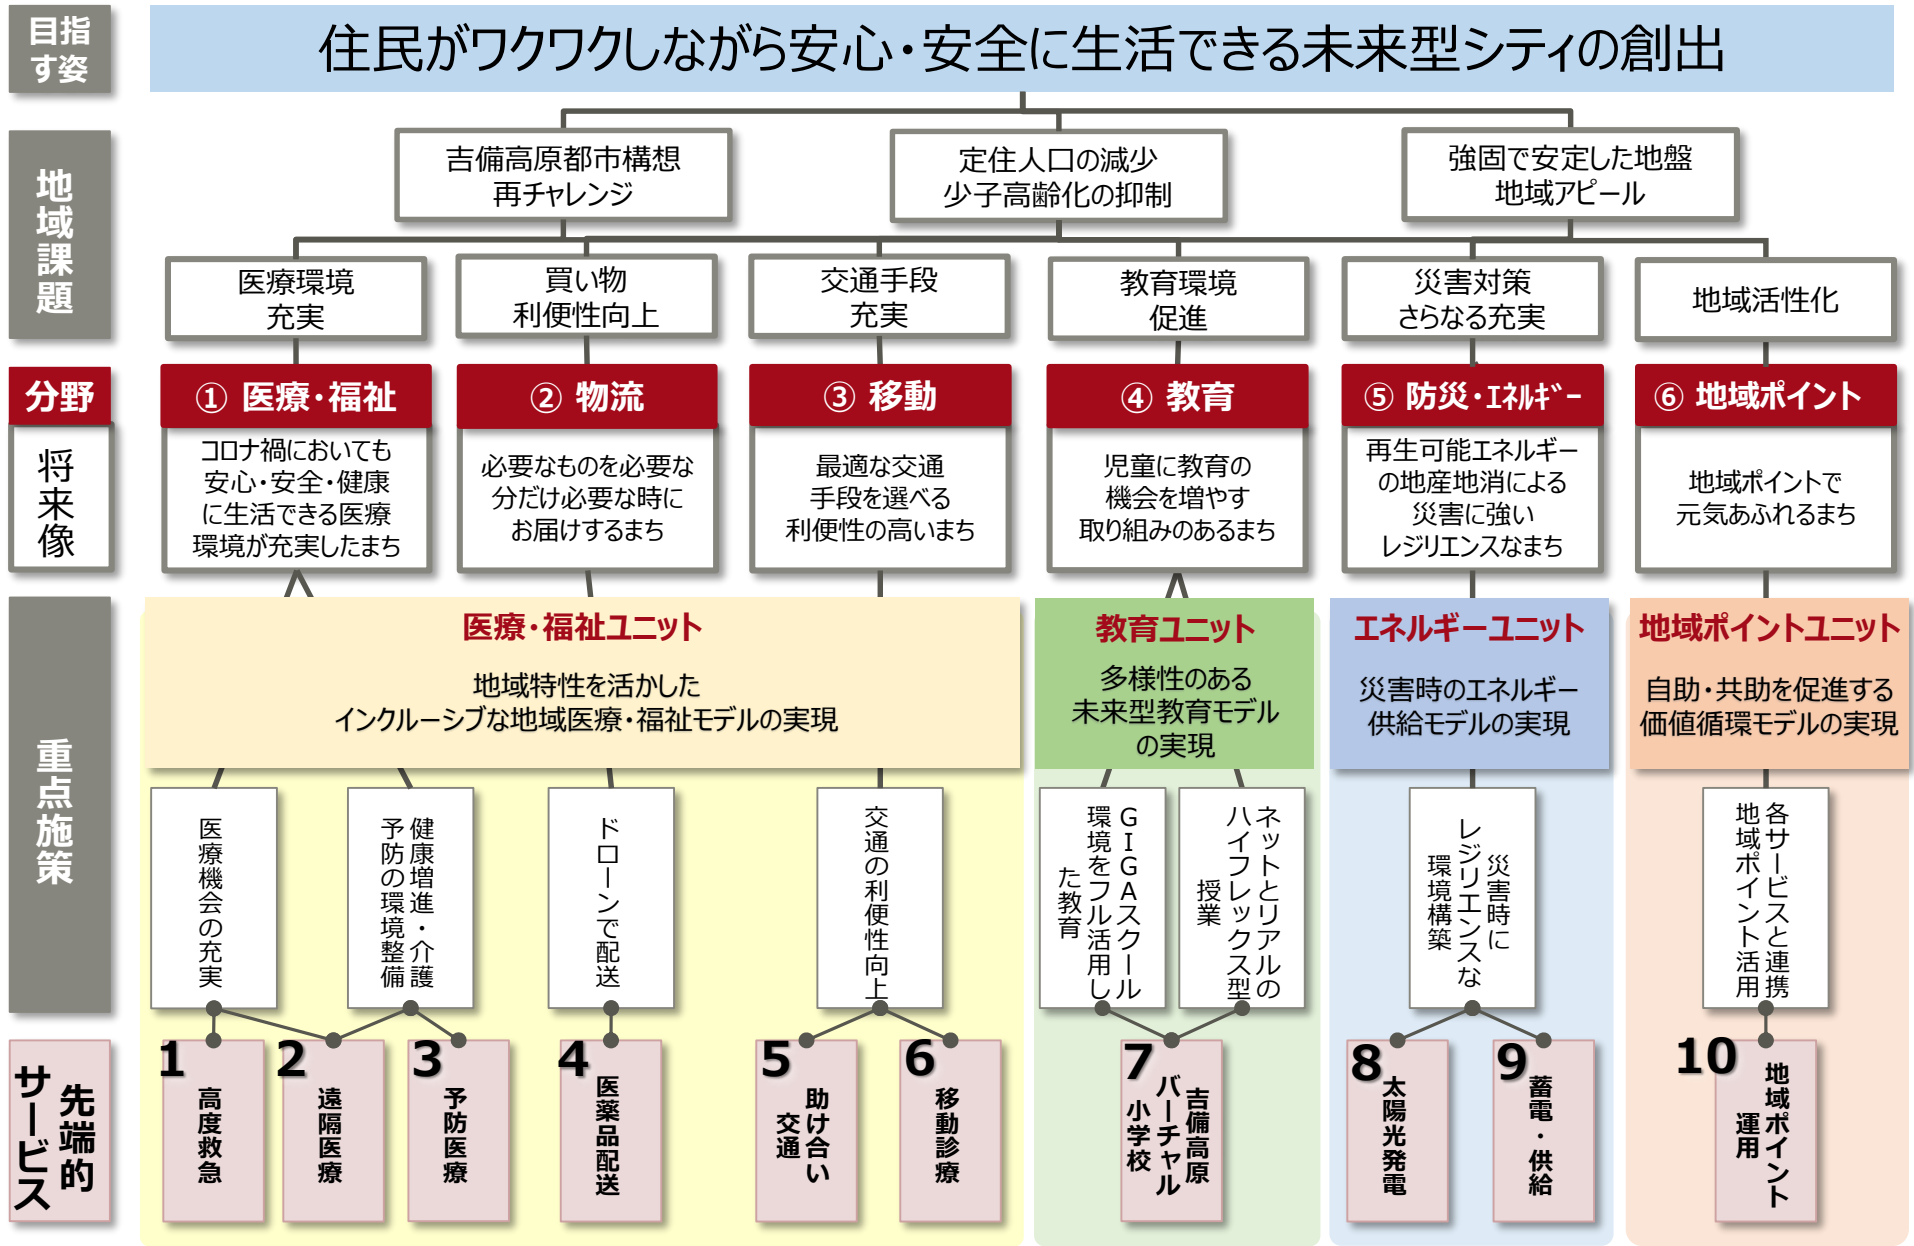 目指
す姿
住民がワクワクしながら安心・安全に生活できる未来型シティの創出
地域課題
吉備高原都市構想
再チャレンジ
定住人口の減少
少子高齢化の抑制
強固で安定した地盤
地域アピール
医療環境
充実
買い物
利便性向上
交通手段
充実
教育環境
促進
災害対策
さらなる充実
地域活性化
分野
① 医療・福祉
② 物流
③ 移動
④ 教育
⑤ 防災・ｴﾈﾙｷﾞｰ
⑥ 地域ポイント
将来像
コロナ禍においても
安心・安全・健康
に生活できる医療
環境が充実したまち
必要なものを必要な
分だけ必要な時に
お届けするまち
最適な交通
手段を選べる
利便性の高いまち
児童に教育の
機会を増やす
取り組みのあるまち
再生可能エネルギー
の地産地消による
災害に強い
レジリエンスなまち
地域ポイントで
元気あふれるまち
重点施策
医療・福祉ユニット
地域特性を活かした
インクルーシブな地域医療・福祉モデルの実現
教育ユニット
多様性のある
未来型教育モデル
の実現
エネルギーユニット
災害時のエネルギー
供給モデルの実現
地域ポイントユニット
自助・共助を促進する
価値循環モデルの実現
医療機会の充実
健康増進・介護
予防の環境整備
ドローンで配送
交通の利便性向上
GIGAスクール
環境をフル活用し
た教育
ネットとリアルの
ハイフレックス型
授業
災害時に
レジリエンスな
環境構築
各サービスと連携
地域ポイント活用
先端的
サービス
1
高度救急
2
遠隔医療
3
予防医療
4
医薬品配送
5
助け合い
交通
6
移動診療
7
吉備高原
バーチャル
小学校
8
太陽光発電
9
蓄電・供給
10
地域ポイント
運用